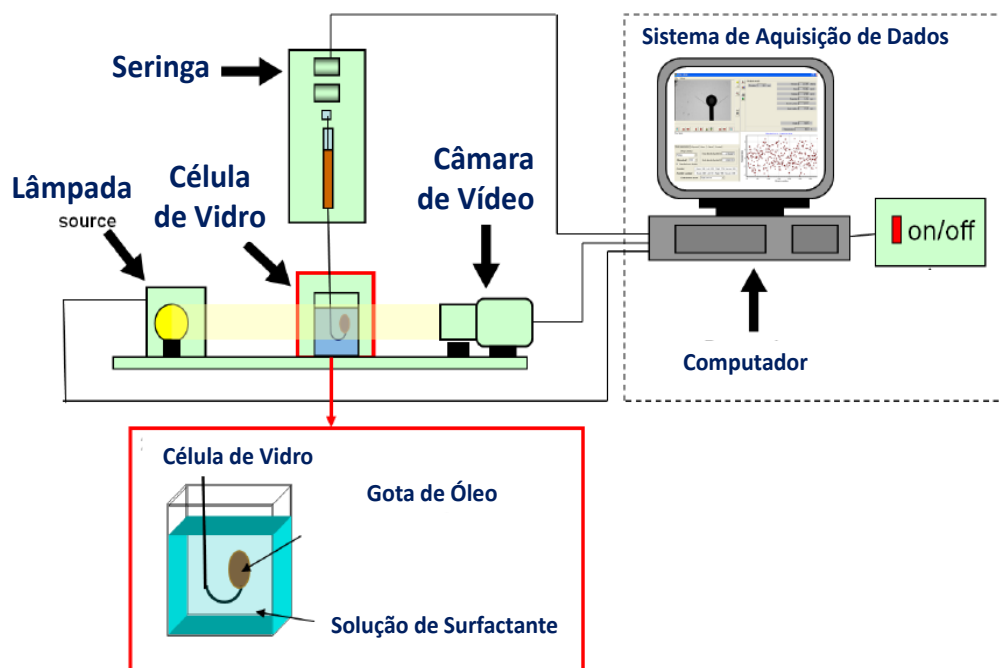 Sistema de Aquisição de Dados
Seringa
Câmara
de Vídeo
Célula
de Vidro
Lâmpada
source
on/off
Computador
Célula de Vidro
Gota de Óleo
Solução de Surfactante